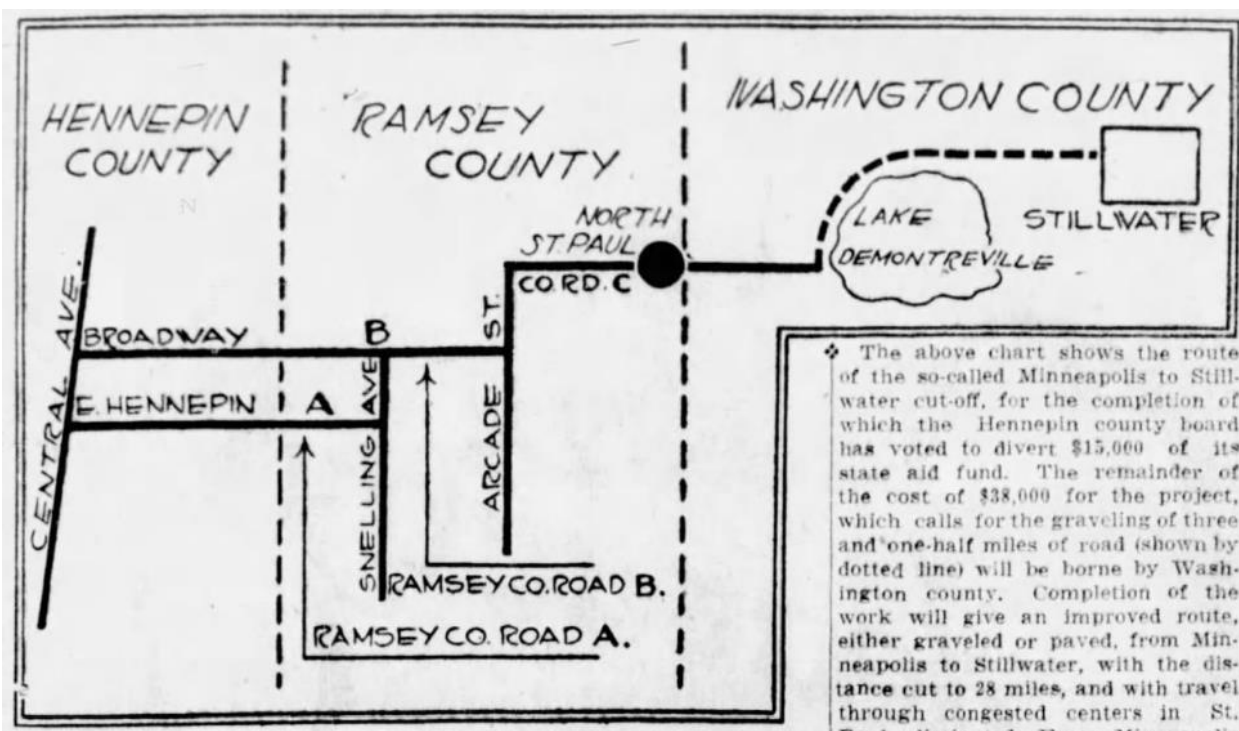 HENNEPIN
COUNTY
RAMSEY
COUNTY
WASHINGTON COUNTY
NORTH
ST. PAUL
CO. RD. C
LAKE
DEMONTREVILLE
STILLWATER
CENTRAL AVE.
BROADWAY
B
E. HENNEPIN
A
SNELLING AVE
ARCADE ST.
RAMSEY CO. ROAD B.
RAMSEY CO. ROAD A.
The above chart shows the route
of the so-called Minneapolis to Still-
water cut-off, for the completion of
which the Hennepin county board
has voted to divert $15,000 of its
state aid fund. The remainder of
the cost of $38,000 for the project,
which calls for the graveling of three
and one-half miles of road (shown by
dotted line) will be borne by Wash-
ington county. Completion of the
work will give an improved route,
either graveled or paved, from Min-
neapolis to Stillwater, with the dis-
tance cut to 28 miles, and with travel
through congested centers in St.